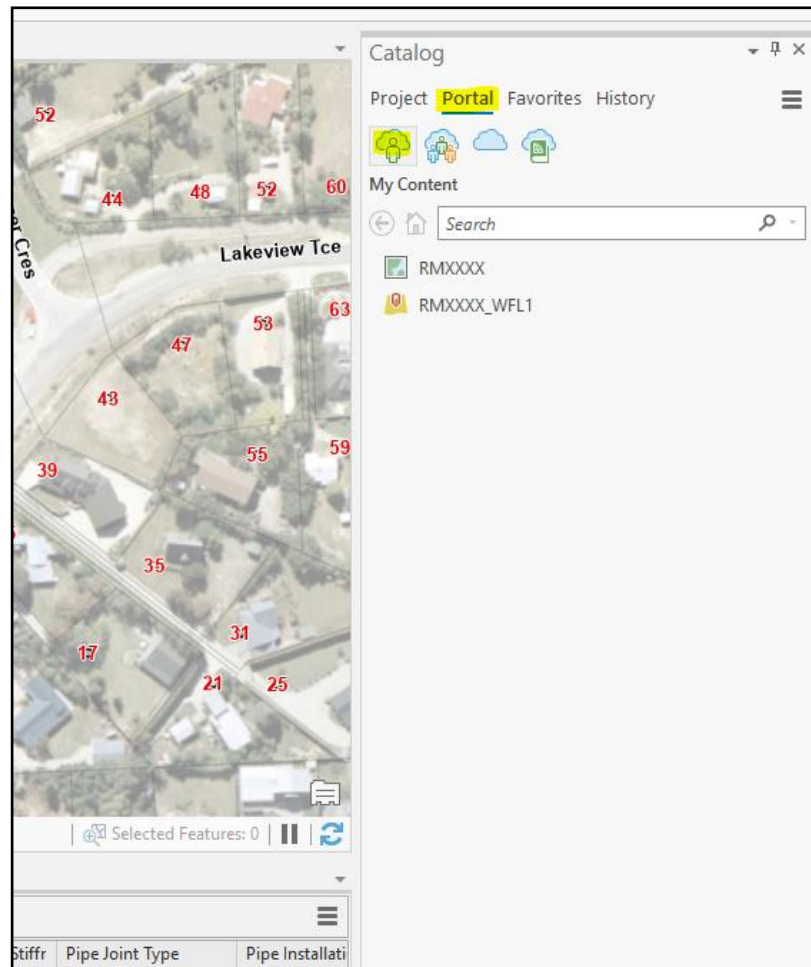 Catalog
Project Portal Favorites History
My Content
Search
RMXXXX
RMXXXX_WFL1
52
44
48
52
60
Lakeview Tce
er Cres
63
53
47
43
39
55
59
35
31
17
21
25
Selected Features: 0
Stiffr Pipe Joint Type Pipe Installati